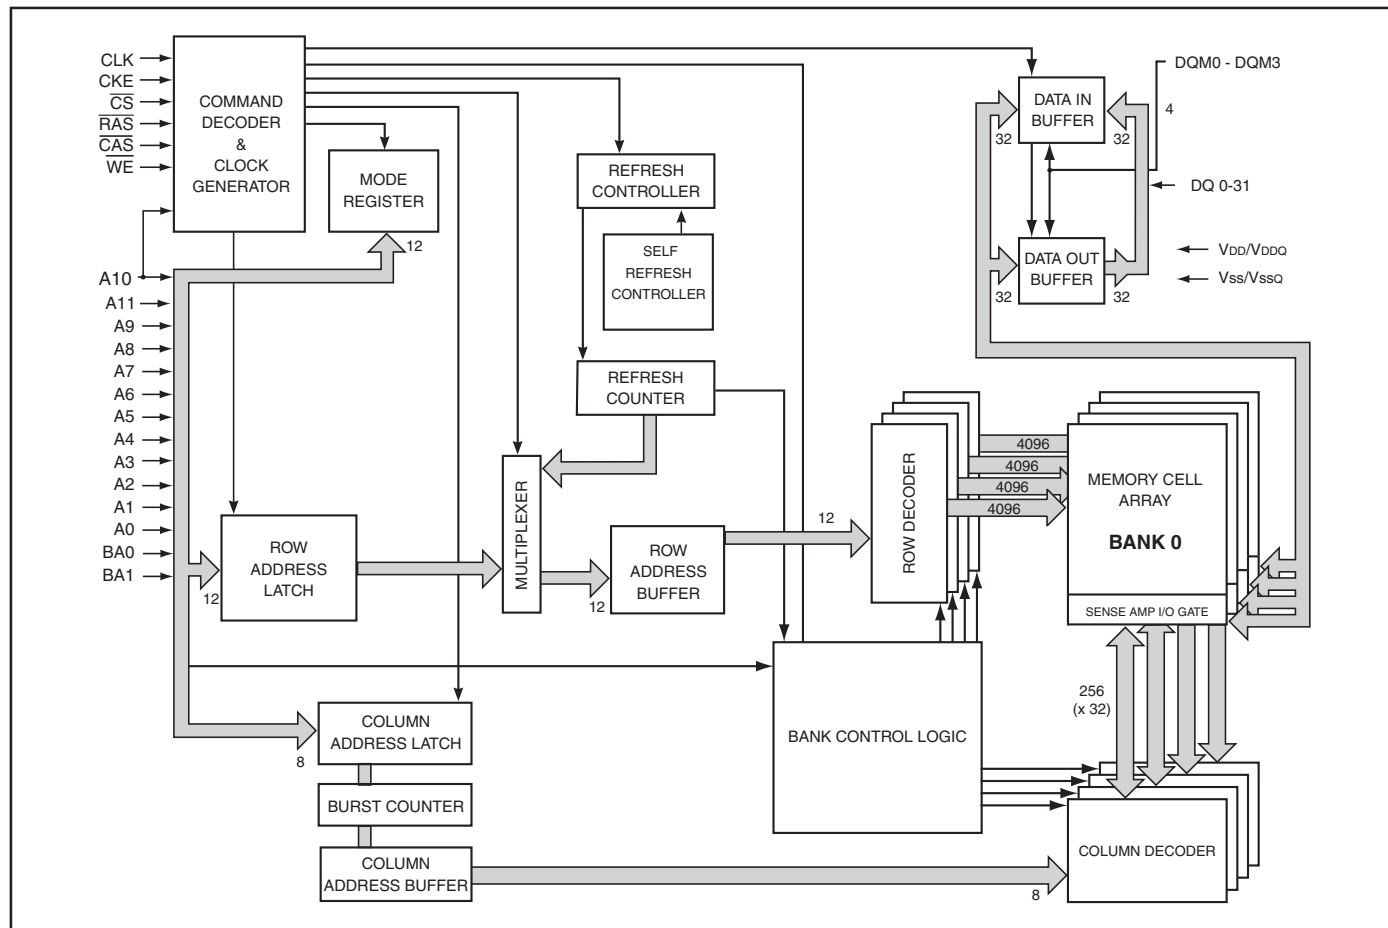 CLK
CKE
CS
RAS
CAS
WE
A10
A11
A9
A8
A7
A6
A5
A4
A3
A2
A1
A0
BA0
BA1
COMMAND
DECODER
&
CLOCK
GENERATOR
MODE
REGISTER
12
REFRESH
CONTROLLER
SELF
REFRESH
CONTROLLER
REFRESH
COUNTER
MULTIPLEXER
ROW
ADDRESS
LATCH
12
ROW
ADDRESS
BUFFER
12
12
COLUMN
ADDRESS LATCH
8
BURST COUNTER
COLUMN
ADDRESS BUFFER
8
BANK CONTROL LOGIC
ROW DECODER
4096
4096
4096
4096
MEMORY CELL
ARRAY
BANK 0
SENSE AMP I/O GATE
256
(x 32)
COLUMN DECODER
DATA IN
BUFFER
32
32
DATA OUT
BUFFER
32
32
DQM0 - DQM3
4
DQ 0-31
VDD/VDDQ
Vss/VssQ